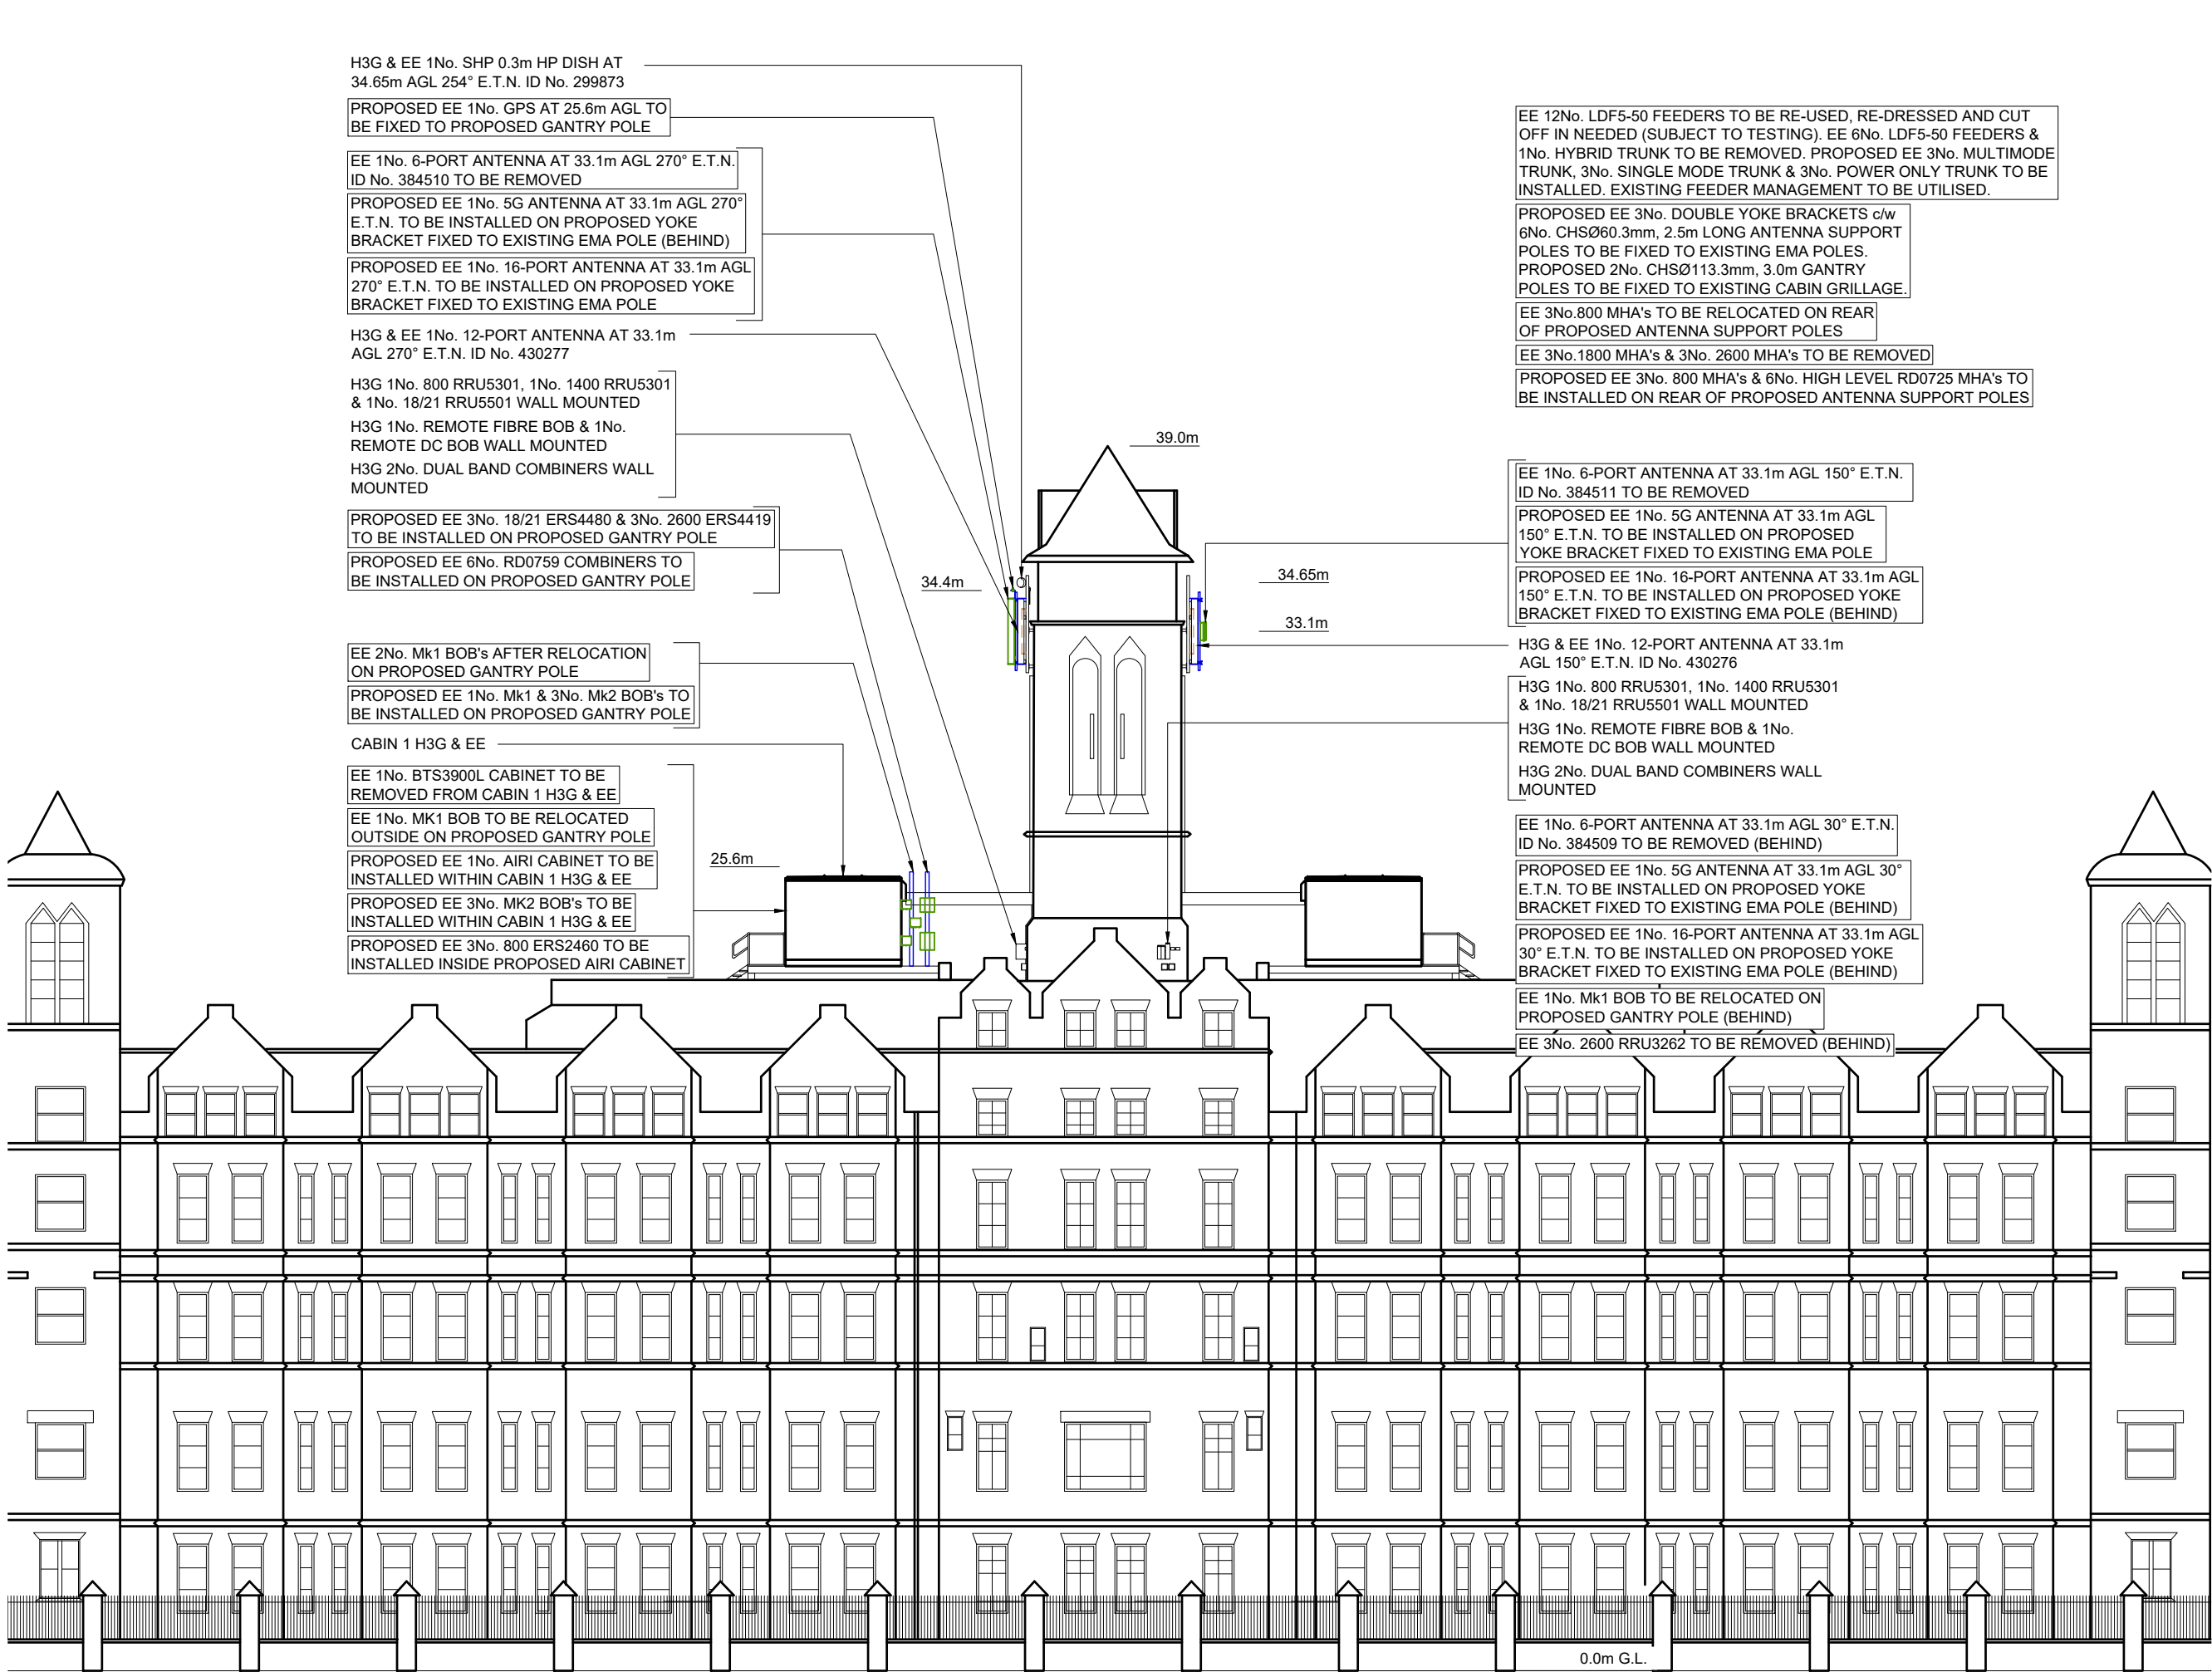 H3G & EE 1No. SHP 0.3m HP DISH AT
34.65m AGL 254° E.T.N. ID No. 299873
PROPOSED EE 1No. GPS AT 25.6m AGL TO
BE FIXED TO PROPOSED GANTRY POLE
EE 1No. 6-PORT ANTENNA AT 33.1m AGL 270° E.T.N.
ID No. 384510 TO BE REMOVED
PROPOSED EE 1No. 5G ANTENNA AT 33.1m AGL 270°
E.T.N. TO BE INSTALLED ON PROPOSED YOKE
BRACKET FIXED TO EXISTING EMA POLE (BEHIND)
PROPOSED EE 1No. 16-PORT ANTENNA AT 33.1m AGL
270° E.T.N. TO BE INSTALLED ON PROPOSED YOKE
BRACKET FIXED TO EXISTING EMA POLE
H3G & EE 1No. 12-PORT ANTENNA AT 33.1m
AGL 270° E.T.N. ID No. 430277
H3G 1No. 800 RRU5301, 1No. 1400 RRU5301
& 1No. 18/21 RRU5501 WALL MOUNTED
H3G 1No. REMOTE FIBRE BOB & 1No.
REMOTE DC BOB WALL MOUNTED
H3G 2No. DUAL BAND COMBINERS WALL
MOUNTED
PROPOSED EE 3No. 18/21 ERS4480 & 3No. 2600 ERS4419
TO BE INSTALLED ON PROPOSED GANTRY POLE
PROPOSED EE 6No. RD0759 COMBINERS TO
BE INSTALLED ON PROPOSED GANTRY POLE
EE 2No. Mk1 BOB's AFTER RELOCATION
ON PROPOSED GANTRY POLE
PROPOSED EE 1No. Mk1 & 3No. Mk2 BOB's TO
BE INSTALLED ON PROPOSED GANTRY POLE
CABIN 1 H3G & EE
EE 1No. BTS3900L CABINET TO BE
REMOVED FROM CABIN 1 H3G & EE
EE 1No. MK1 BOB TO BE RELOCATED
OUTSIDE ON PROPOSED GANTRY POLE
PROPOSED EE 1No. AIRI CABINET TO BE
INSTALLED WITHIN CABIN 1 H3G & EE
PROPOSED EE 3No. MK2 BOB's TO BE
INSTALLED WITHIN CABIN 1 H3G & EE
PROPOSED EE 3No. 800 ERS2460 TO BE
INSTALLED INSIDE PROPOSED AIRI CABINET
25.6m
34.4m
39.0m
34.65m
33.1m
EE 12No. LDF5-50 FEEDERS TO BE RE-USED, RE-DRESSED AND CUT
OFF IN NEEDED (SUBJECT TO TESTING). EE 6No. LDF5-50 FEEDERS &
1No. HYBRID TRUNK TO BE REMOVED. PROPOSED EE 3No. MULTIMODE
TRUNK, 3No. SINGLE MODE TRUNK & 3No. POWER ONLY TRUNK TO BE
INSTALLED. EXISTING FEEDER MANAGEMENT TO BE UTILISED.
PROPOSED EE 3No. DOUBLE YOKE BRACKETS c/w
6No. CHSØ60.3mm, 2.5m LONG ANTENNA SUPPORT
POLES TO BE FIXED TO EXISTING EMA POLES.
PROPOSED 2No. CHSØ113.3mm, 3.0m GANTRY
POLES TO BE FIXED TO EXISTING CABIN GRILLAGE.
EE 3No.800 MHA's TO BE RELOCATED ON REAR
OF PROPOSED ANTENNA SUPPORT POLES
EE 3No.1800 MHA's & 3No. 2600 MHA's TO BE REMOVED
PROPOSED EE 3No. 800 MHA's & 6No. HIGH LEVEL RD0725 MHA's TO
BE INSTALLED ON REAR OF PROPOSED ANTENNA SUPPORT POLES
EE 1No. 6-PORT ANTENNA AT 33.1m AGL 150° E.T.N.
ID No. 384511 TO BE REMOVED
PROPOSED EE 1No. 5G ANTENNA AT 33.1m AGL
150° E.T.N. TO BE INSTALLED ON PROPOSED
YOKE BRACKET FIXED TO EXISTING EMA POLE
PROPOSED EE 1No. 16-PORT ANTENNA AT 33.1m AGL
150° E.T.N. TO BE INSTALLED ON PROPOSED YOKE
BRACKET FIXED TO EXISTING EMA POLE (BEHIND)
H3G & EE 1No. 12-PORT ANTENNA AT 33.1m
AGL 150° E.T.N. ID No. 430276
H3G 1No. 800 RRU5301, 1No. 1400 RRU5301
& 1No. 18/21 RRU5501 WALL MOUNTED
H3G 1No. REMOTE FIBRE BOB & 1No.
REMOTE DC BOB WALL MOUNTED
H3G 2No. DUAL BAND COMBINERS WALL
MOUNTED
EE 1No. 6-PORT ANTENNA AT 33.1m AGL 30° E.T.N.
ID No. 384509 TO BE REMOVED (BEHIND)
PROPOSED EE 1No. 5G ANTENNA AT 33.1m AGL 30°
E.T.N. TO BE INSTALLED ON PROPOSED YOKE
BRACKET FIXED TO EXISTING EMA POLE (BEHIND)
PROPOSED EE 1No. 16-PORT ANTENNA AT 33.1m AGL
30° E.T.N. TO BE INSTALLED ON PROPOSED YOKE
BRACKET FIXED TO EXISTING EMA POLE (BEHIND)
EE 1No. Mk1 BOB TO BE RELOCATED ON
PROPOSED GANTRY POLE (BEHIND)
EE 3No. 2600 RRU3262 TO BE REMOVED (BEHIND)
0.0m G.L.